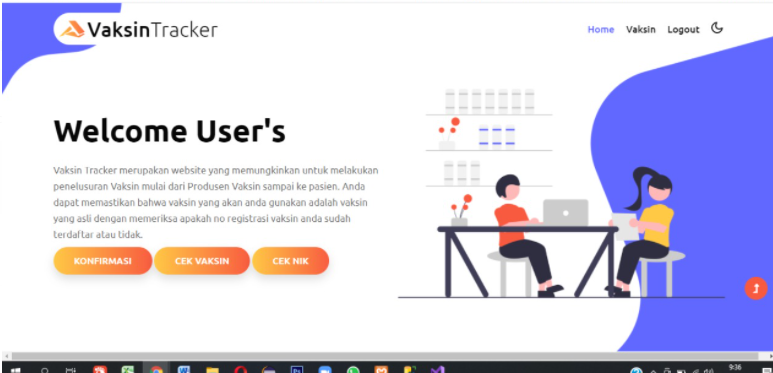 VaksinTracker
Home Vaksin Logout
Welcome User's
Vaksin Tracker merupakan website yang memungkinkan untuk melakukan
penelusuran Vaksin mulai dari Produsen Vaksin sampai ke pasien. Anda
dapat memastikan bahwa vaksin yang akan anda gunakan adalah vaksin
yang asli dengan memeriksa apakah no registrasi vaksin anda sudah
terdaftar atau tidak.
KONFIRMASI CEK VAKSIN CEK NIK
9:36